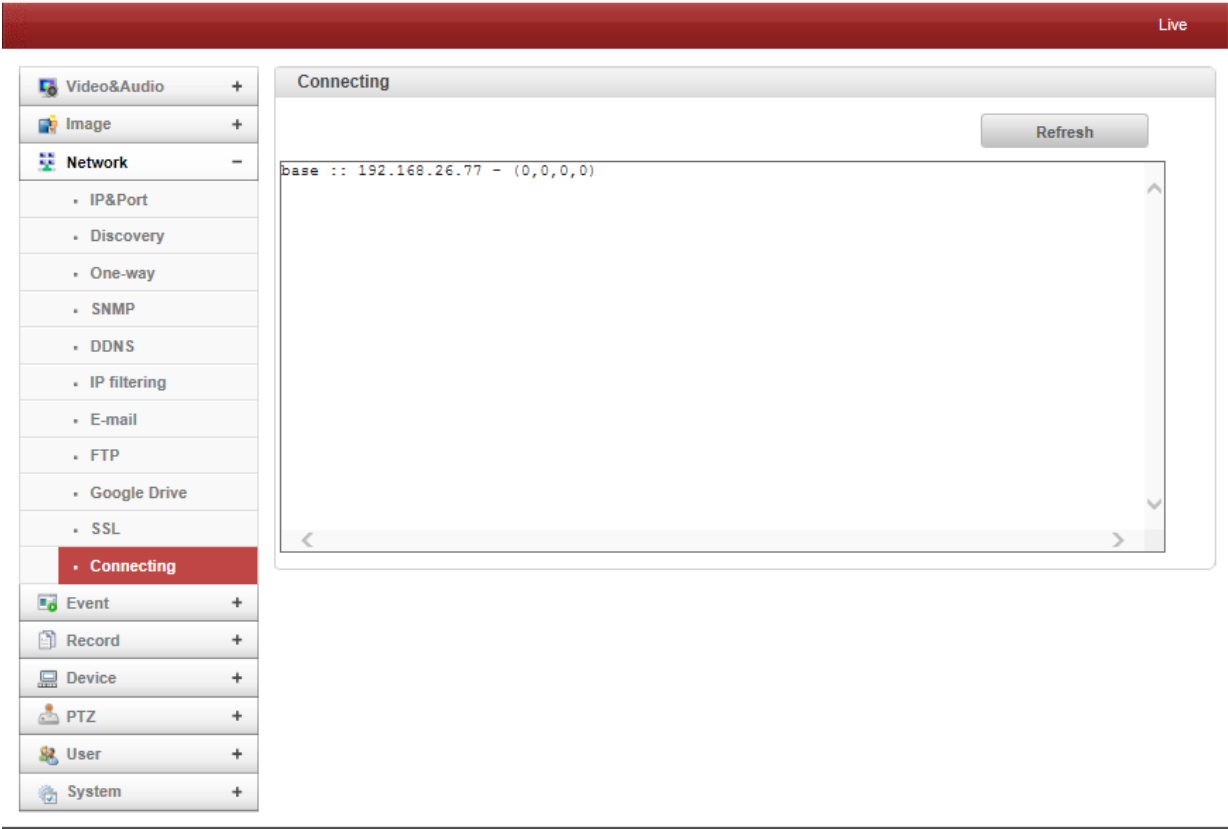 Live
Video&Audio +
Image +
Network −
IP&Port
Discovery
One-way
SNMP
DDNS
IP filtering
E-mail
FTP
Google Drive
SSL
Connecting
Event +
Record +
Device +
PTZ +
User +
System +
Connecting
Refresh
base :: 192.168.26.77 - (0,0,0,0)